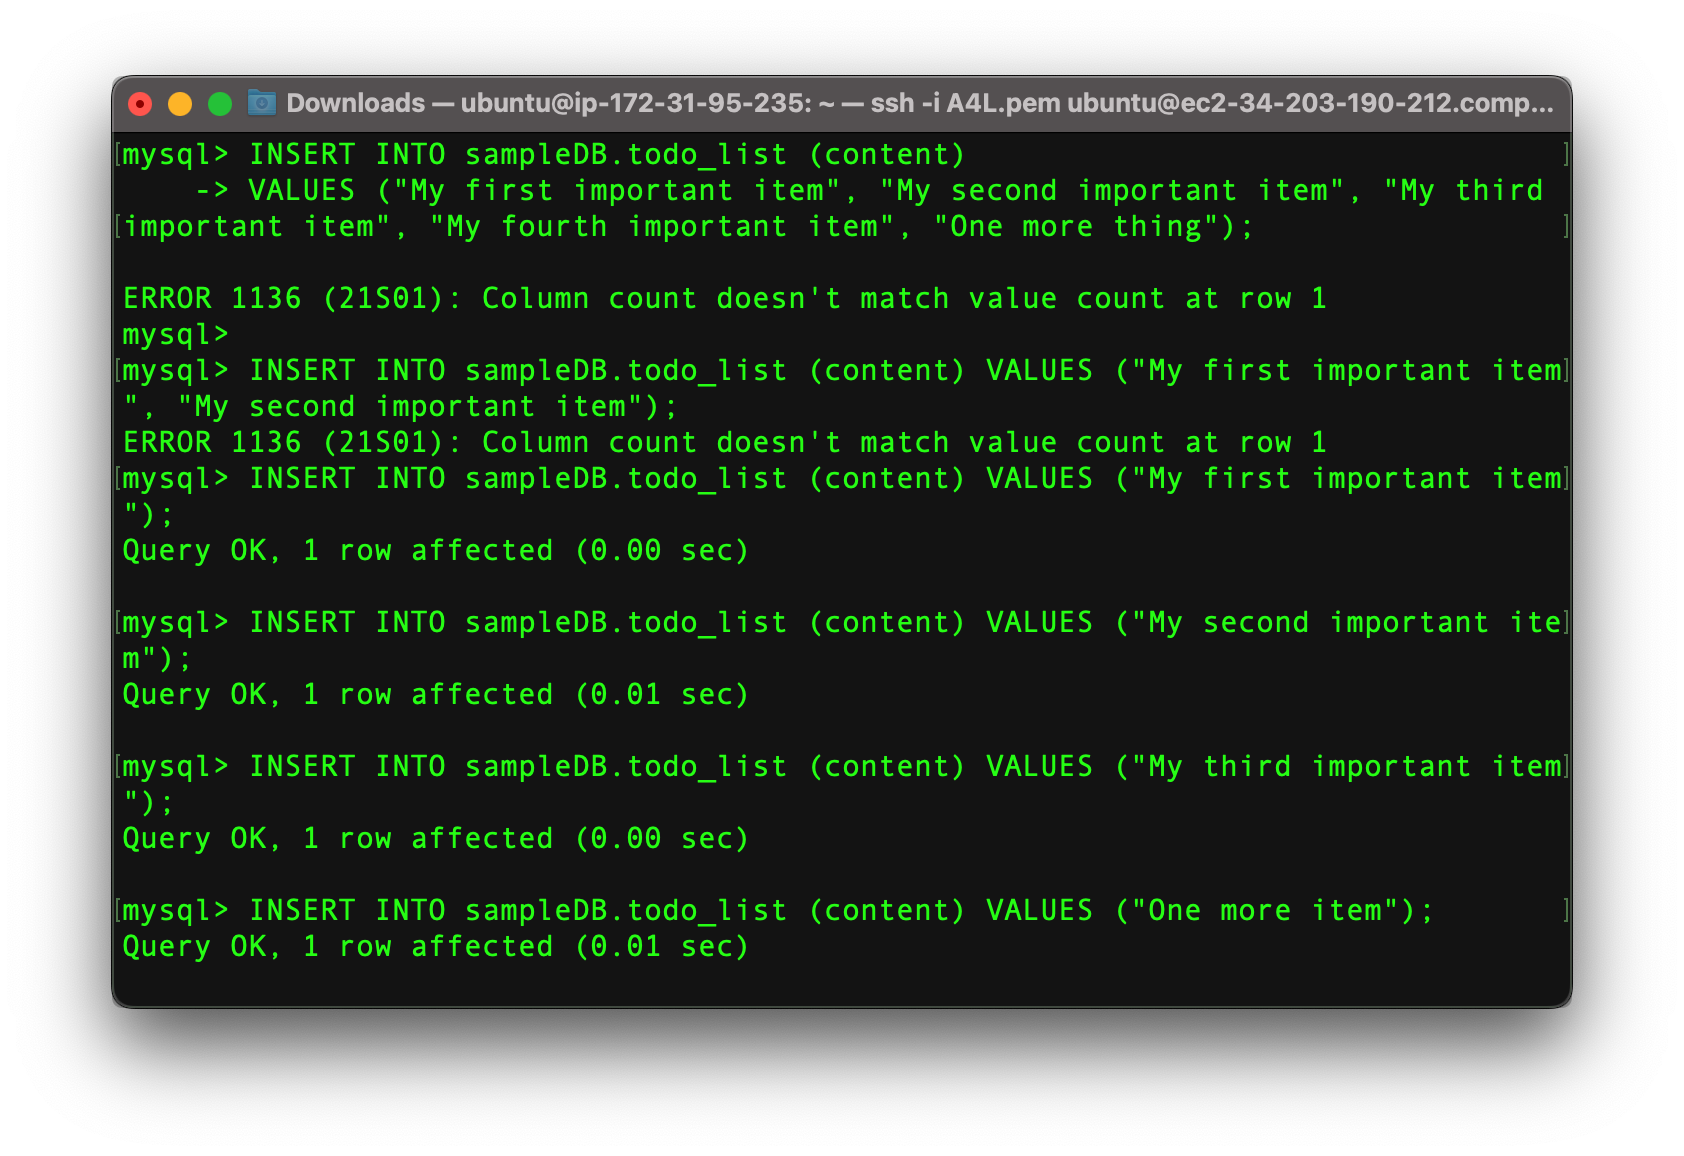 Downloads — ubuntu@ip-172-31-95-235: ~ — ssh -i A4L.pem ubuntu@ec2-34-203-190-212.comp...
[mysql> INSERT INTO sampleDB.todo_list (content) ]
-> VALUES ("My first important item", "My second important item", "My third
[important item", "My fourth important item", "One more thing"); ]
ERROR 1136 (21S01): Column count doesn't match value count at row 1
mysql>
[mysql> INSERT INTO sampleDB.todo_list (content) VALUES ("My first important item]
", "My second important item");
ERROR 1136 (21S01): Column count doesn't match value count at row 1
[mysql> INSERT INTO sampleDB.todo_list (content) VALUES ("My first important item]
");
Query OK, 1 row affected (0.00 sec)
[mysql> INSERT INTO sampleDB.todo_list (content) VALUES ("My second important ite]
m");
Query OK, 1 row affected (0.01 sec)
[mysql> INSERT INTO sampleDB.todo_list (content) VALUES ("My third important item]
");
Query OK, 1 row affected (0.00 sec)
[mysql> INSERT INTO sampleDB.todo_list (content) VALUES ("One more item"); ]
Query OK, 1 row affected (0.01 sec)